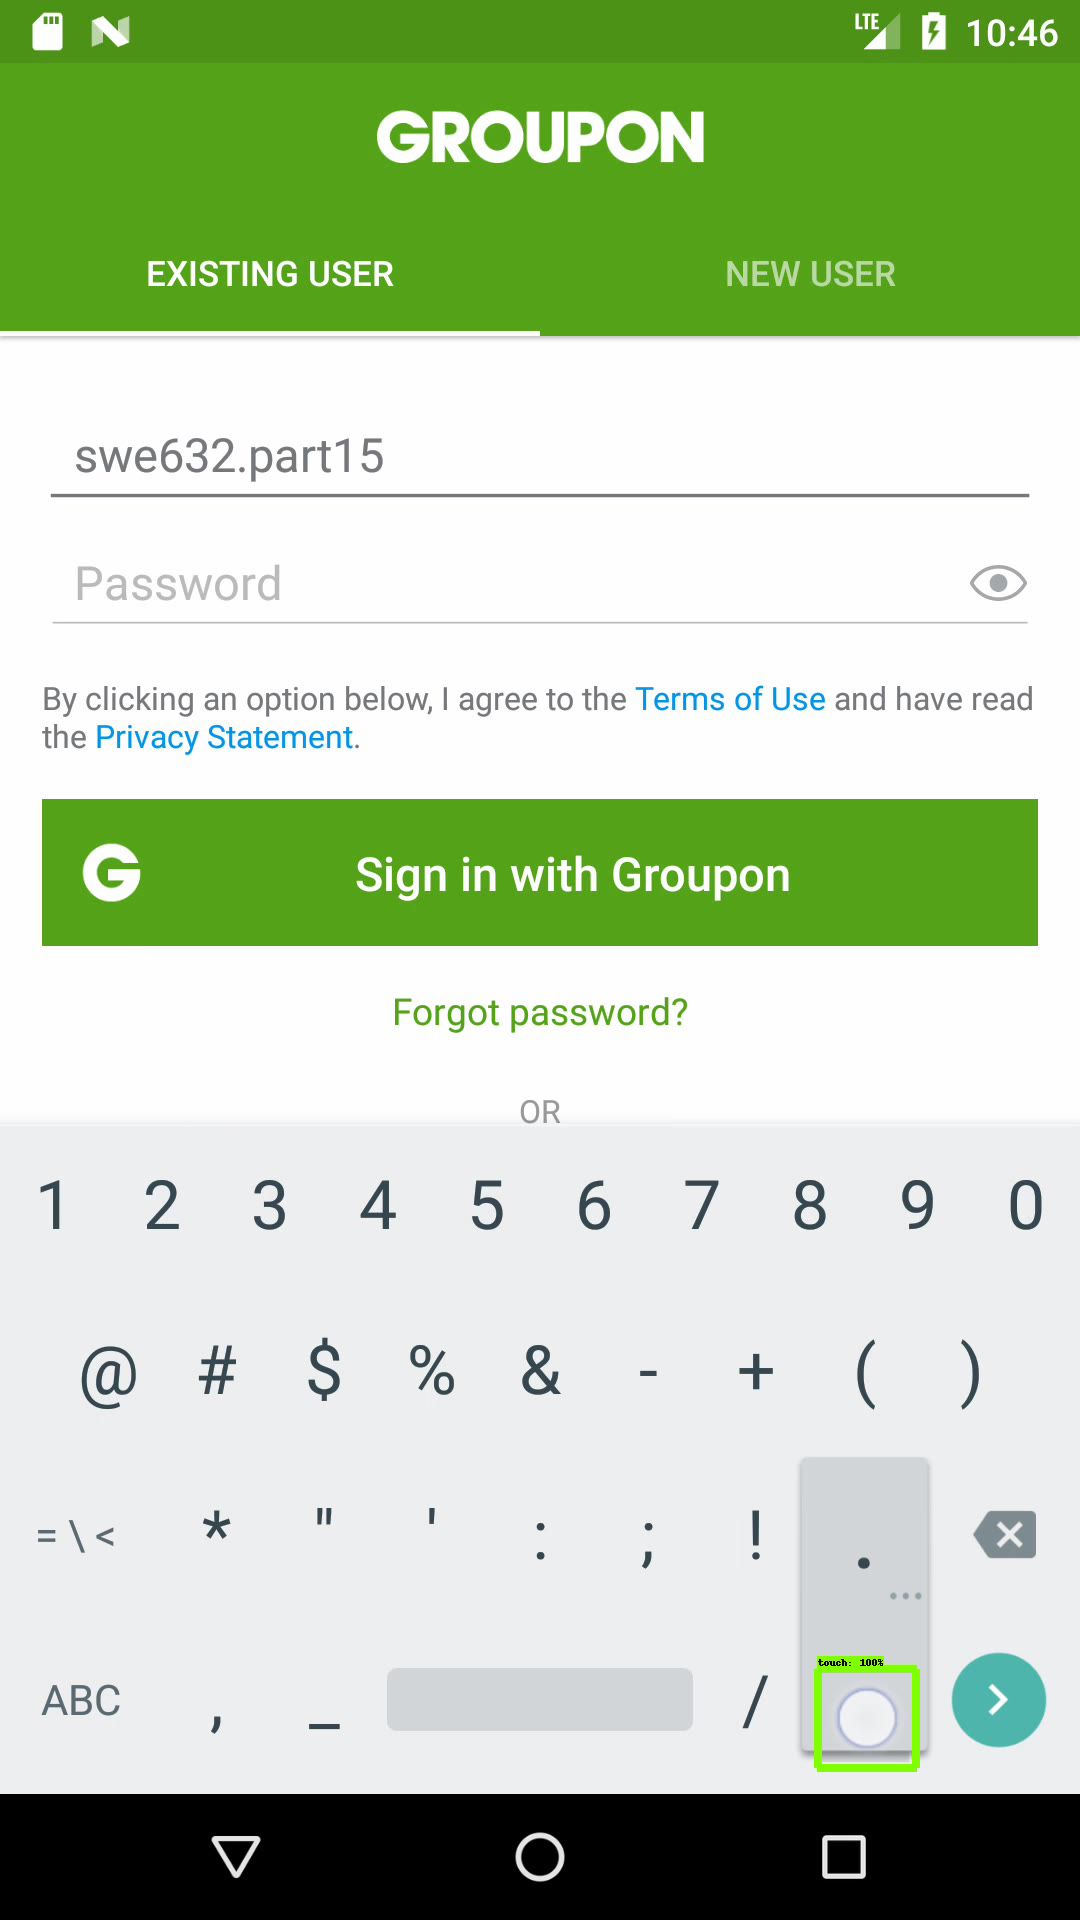 LTE 10:46
GROUPON
EXISTING USER NEW USER
swe632.part15
Password
By clicking an option below, I agree to the Terms of Use and have read
the Privacy Statement.
G Sign in with Groupon
Forgot password?
OR
1 2 3 4 5 6 7 8 9 0
@ # $ % & - + ( )
= \ < * " ' : ; ! .
touch: 100%
ABC , _ /